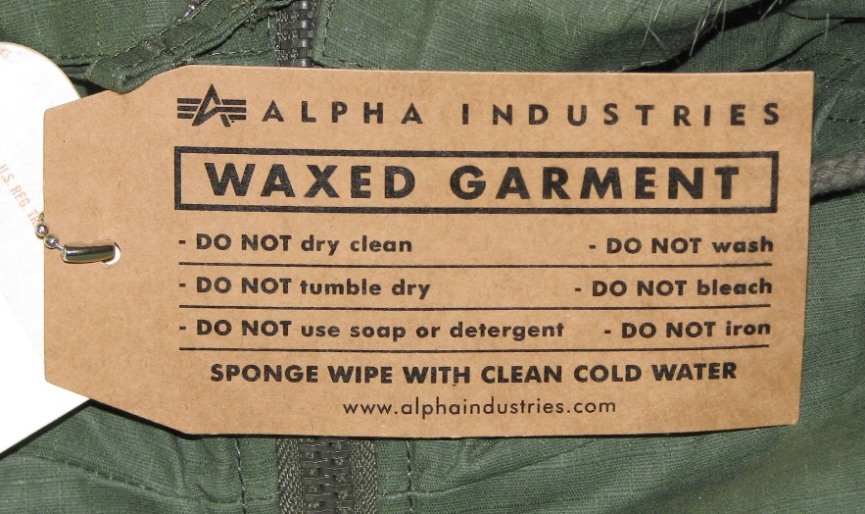 U.S. REG.
ALPHA INDUSTRIES
WAXED GARMENT
- DO NOT dry clean - DO NOT wash
- DO NOT tumble dry - DO NOT bleach
- DO NOT use soap or detergent - DO NOT iron
SPONGE WIPE WITH CLEAN COLD WATER
www.alphaindustries.com